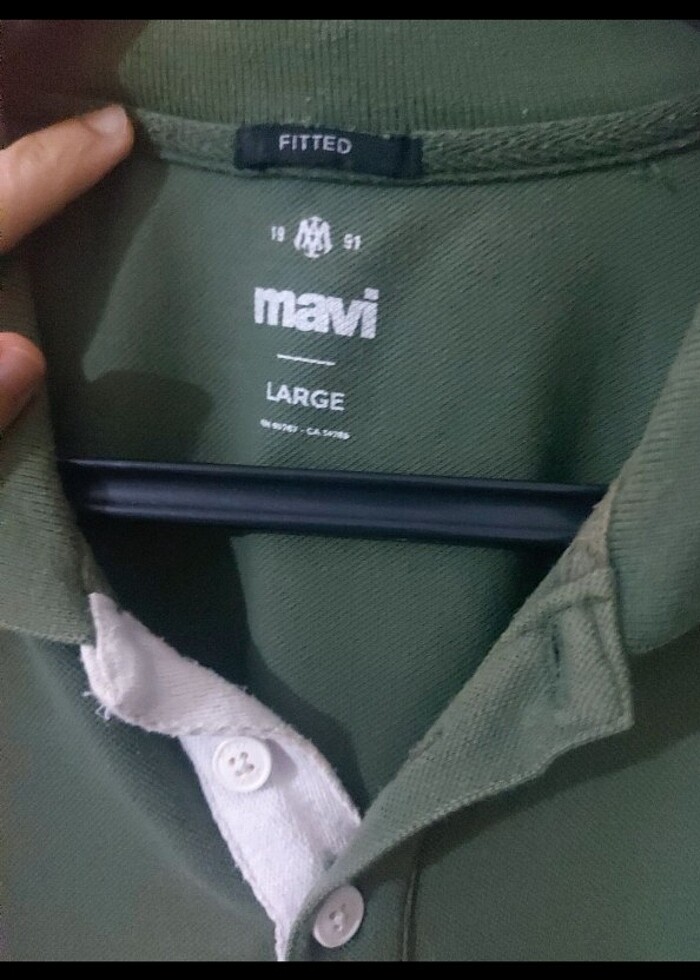 FITTED
19 91
mavi
LARGE